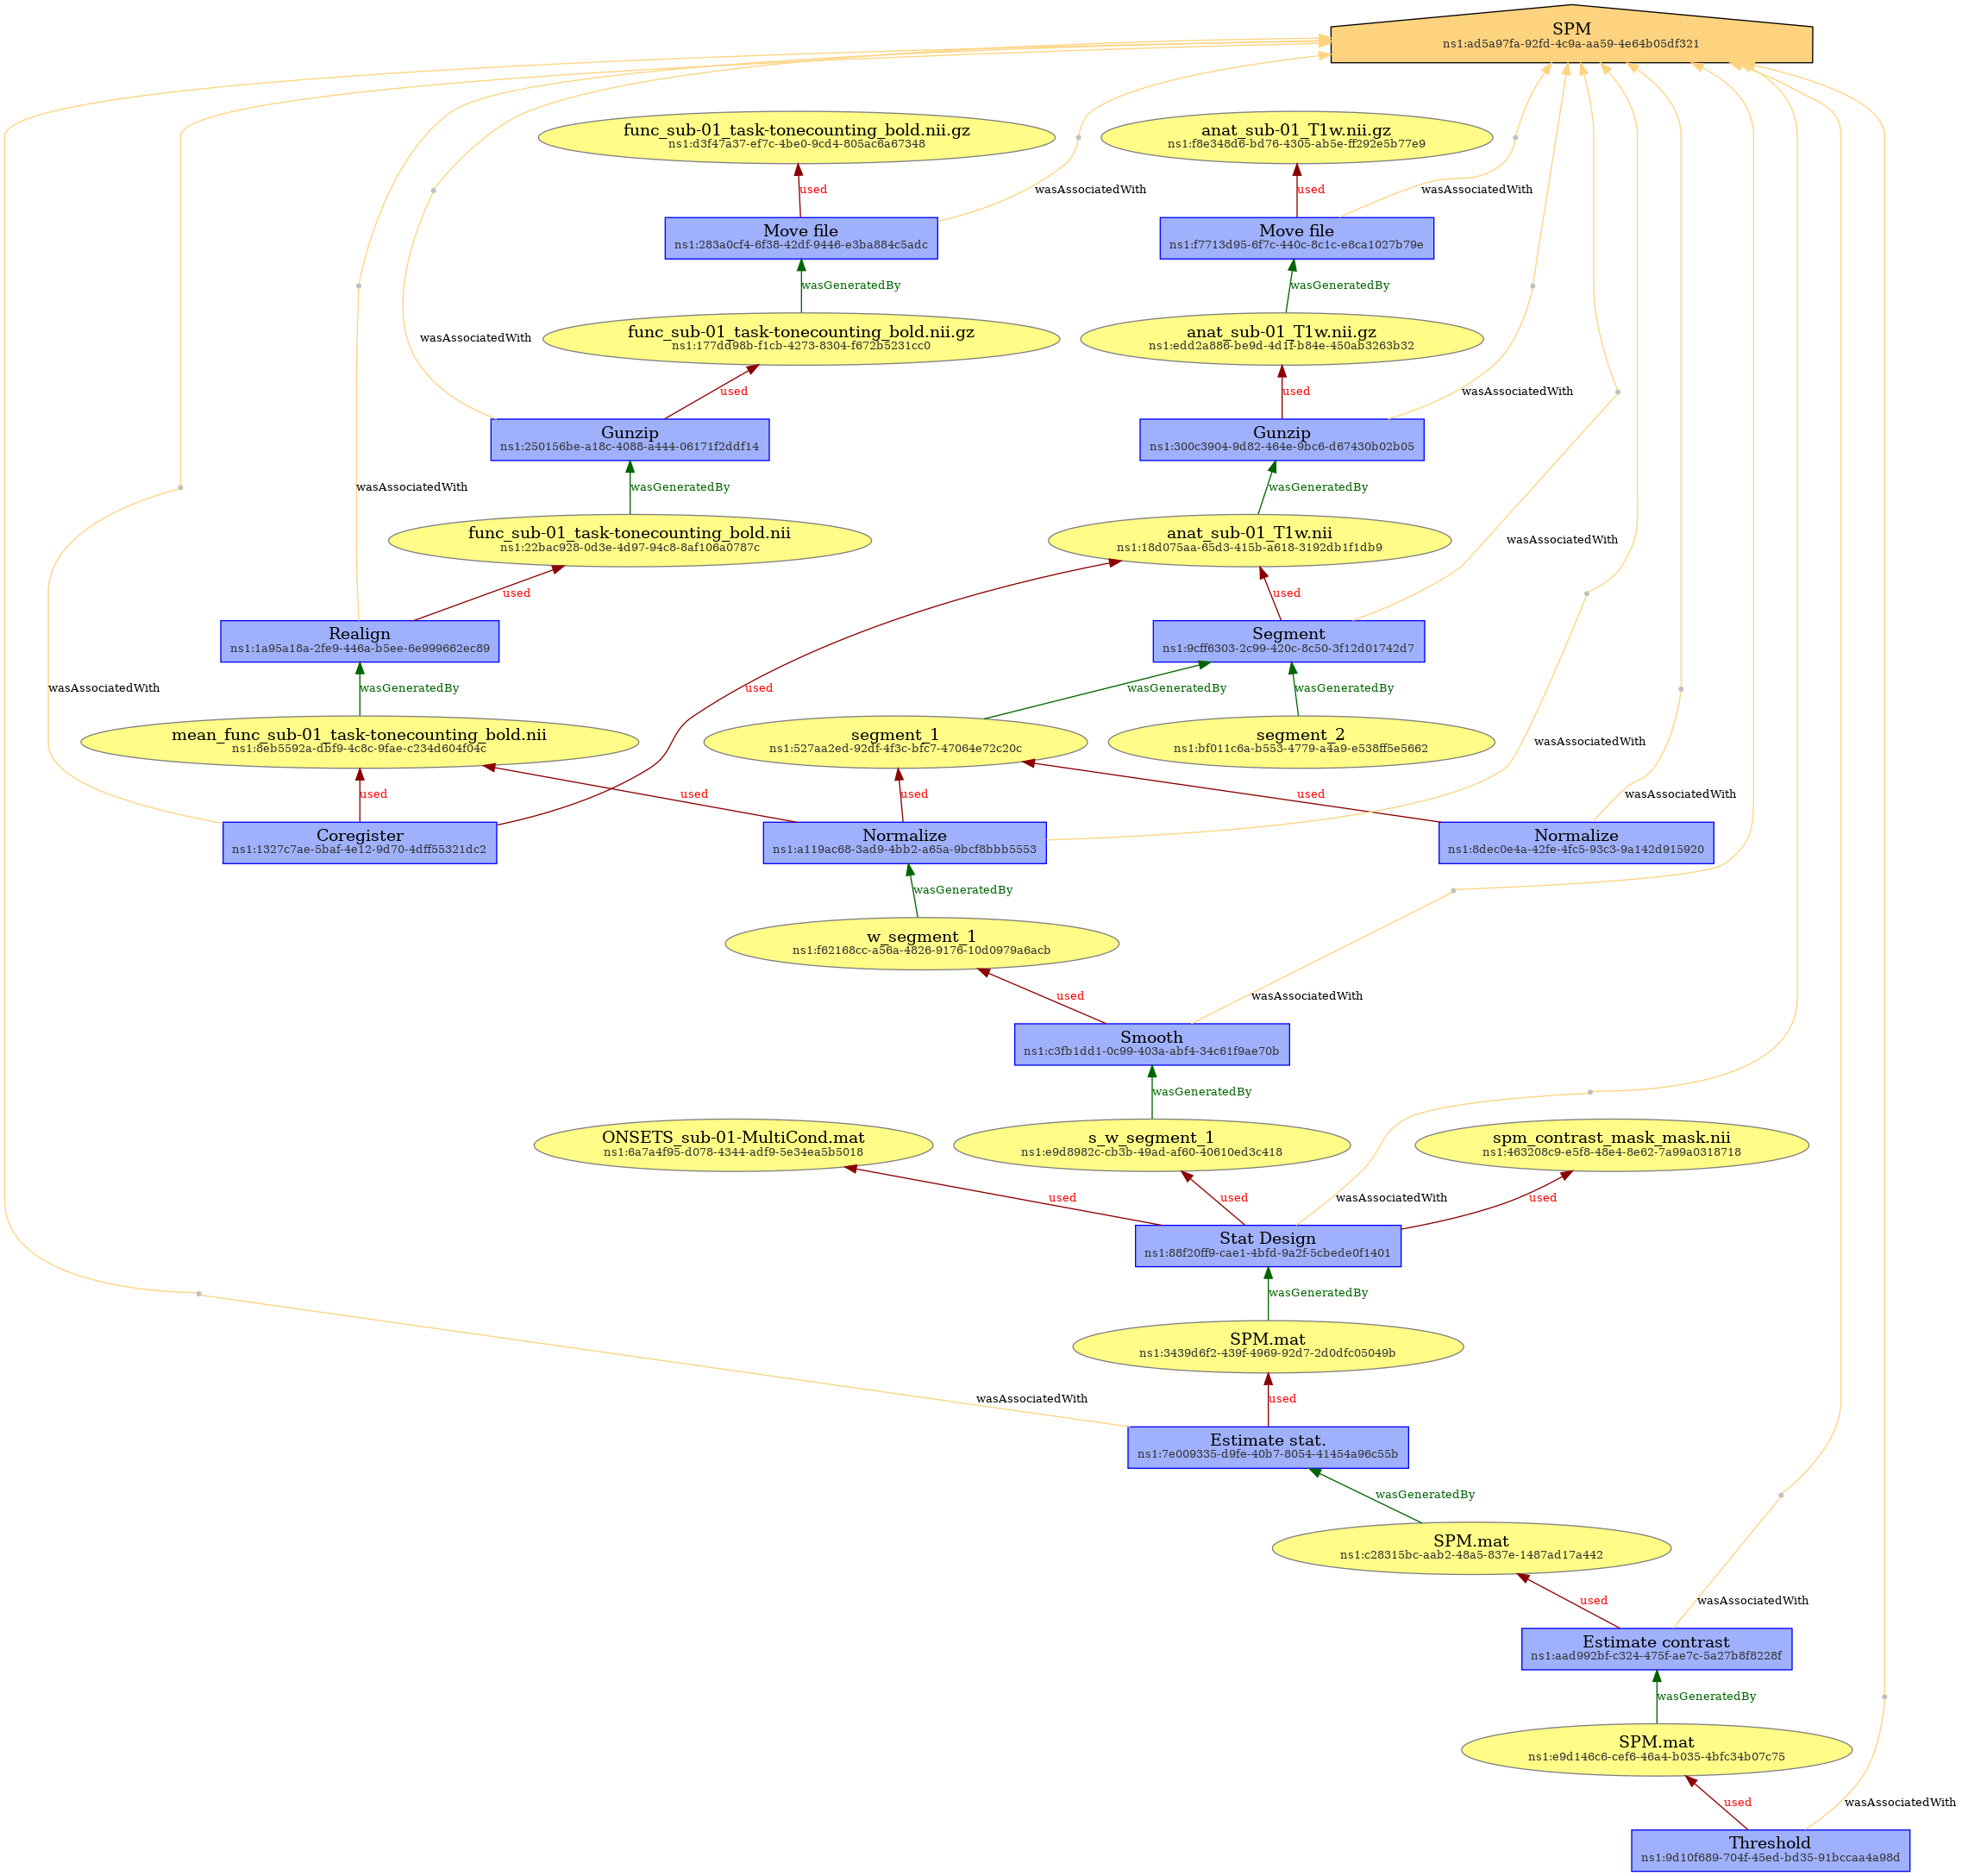 SPM
ns1:ad5a97fa-92fd-4c9a-aa59-4e64b05df321
func_sub-01_task-tonecounting_bold.nii.gz
ns1:d3f47a37-ef7c-4be0-9cd4-805ac6a67348
anat_sub-01_T1w.nii.gz
ns1:f8e348d6-bd76-4305-ab5e-ff292e5b77e9
used
wasAssociatedWith
used
wasAssociatedWith
Move file
ns1:283a0cf4-6f38-42df-9446-e3ba884c5adc
Move file
ns1:f7713d95-6f7c-440c-8c1c-e8ca1027b79e
wasGeneratedBy
wasGeneratedBy
func_sub-01_task-tonecounting_bold.nii.gz
ns1:177dd98b-f1cb-4273-8304-f672b5231cc0
anat_sub-01_T1w.nii.gz
ns1:edd2a886-be9d-4d1f-b84e-450ab3263b32
wasAssociatedWith
used
used
wasAssociatedWith
Gunzip
ns1:250156be-a18c-4088-a444-06171f2ddf14
Gunzip
ns1:300c3904-9d82-464e-9bc6-d67430b02b05
wasAssociatedWith
wasGeneratedBy
wasGeneratedBy
func_sub-01_task-tonecounting_bold.nii
ns1:22bac928-0d3e-4d97-94c8-8af106a0787c
anat_sub-01_T1w.nii
ns1:18d075aa-65d3-415b-a618-3192db1f1db9
wasAssociatedWith
used
used
Realign
ns1:1a95a18a-2fe9-446a-b5ee-6e999662ec89
Segment
ns1:9cff6303-2c99-420c-8c50-3f12d01742d7
wasAssociatedWith
wasGeneratedBy
used
wasGeneratedBy
wasGeneratedBy
mean_func_sub-01_task-tonecounting_bold.nii
ns1:8eb5592a-dbf9-4c8c-9fae-c234d604f04c
segment_1
ns1:527aa2ed-92df-4f3c-bfc7-47064e72c20c
segment_2
ns1:bf011c6a-b553-4779-a4a9-e538ff5e5662
wasAssociatedWith
used
used
used
used
wasAssociatedWith
Coregister
ns1:1327c7ae-5baf-4e12-9d70-4dff55321dc2
Normalize
ns1:a119ac68-3ad9-4bb2-a65a-9bcf8bbb5553
Normalize
ns1:8dec0e4a-42fe-4fc5-93c3-9a142d915920
wasGeneratedBy
w_segment_1
ns1:f62168cc-a56a-4826-9176-10d0979a6acb
used
wasAssociatedWith
Smooth
ns1:c3fb1dd1-0c99-403a-abf4-34c61f9ae70b
wasGeneratedBy
ONSETS_sub-01-MultiCond.mat
ns1:6a7a4f95-d078-4344-adf9-5e34ea5b5018
s_w_segment_1
ns1:e9d8982c-cb3b-49ad-af60-40610ed3c418
spm_contrast_mask_mask.nii
ns1:463208c9-e5f8-48e4-8e62-7a99a0318718
used
used
wasAssociatedWith
used
Stat Design
ns1:88f20ff9-cae1-4bfd-9a2f-5cbede0f1401
wasGeneratedBy
SPM.mat
ns1:3439d6f2-439f-4969-92d7-2d0dfc05049b
wasAssociatedWith
used
Estimate stat.
ns1:7e009335-d9fe-40b7-8054-41454a96c55b
wasGeneratedBy
SPM.mat
ns1:c28315bc-aab2-48a5-837e-1487ad17a442
used
wasAssociatedWith
Estimate contrast
ns1:aad992bf-c324-475f-ae7c-5a27b8f8228f
wasGeneratedBy
SPM.mat
ns1:e9d146c6-cef6-46a4-b035-4bfc34b07c75
used
wasAssociatedWith
Threshold
ns1:9d10f689-704f-45ed-bd35-91bccaa4a98d